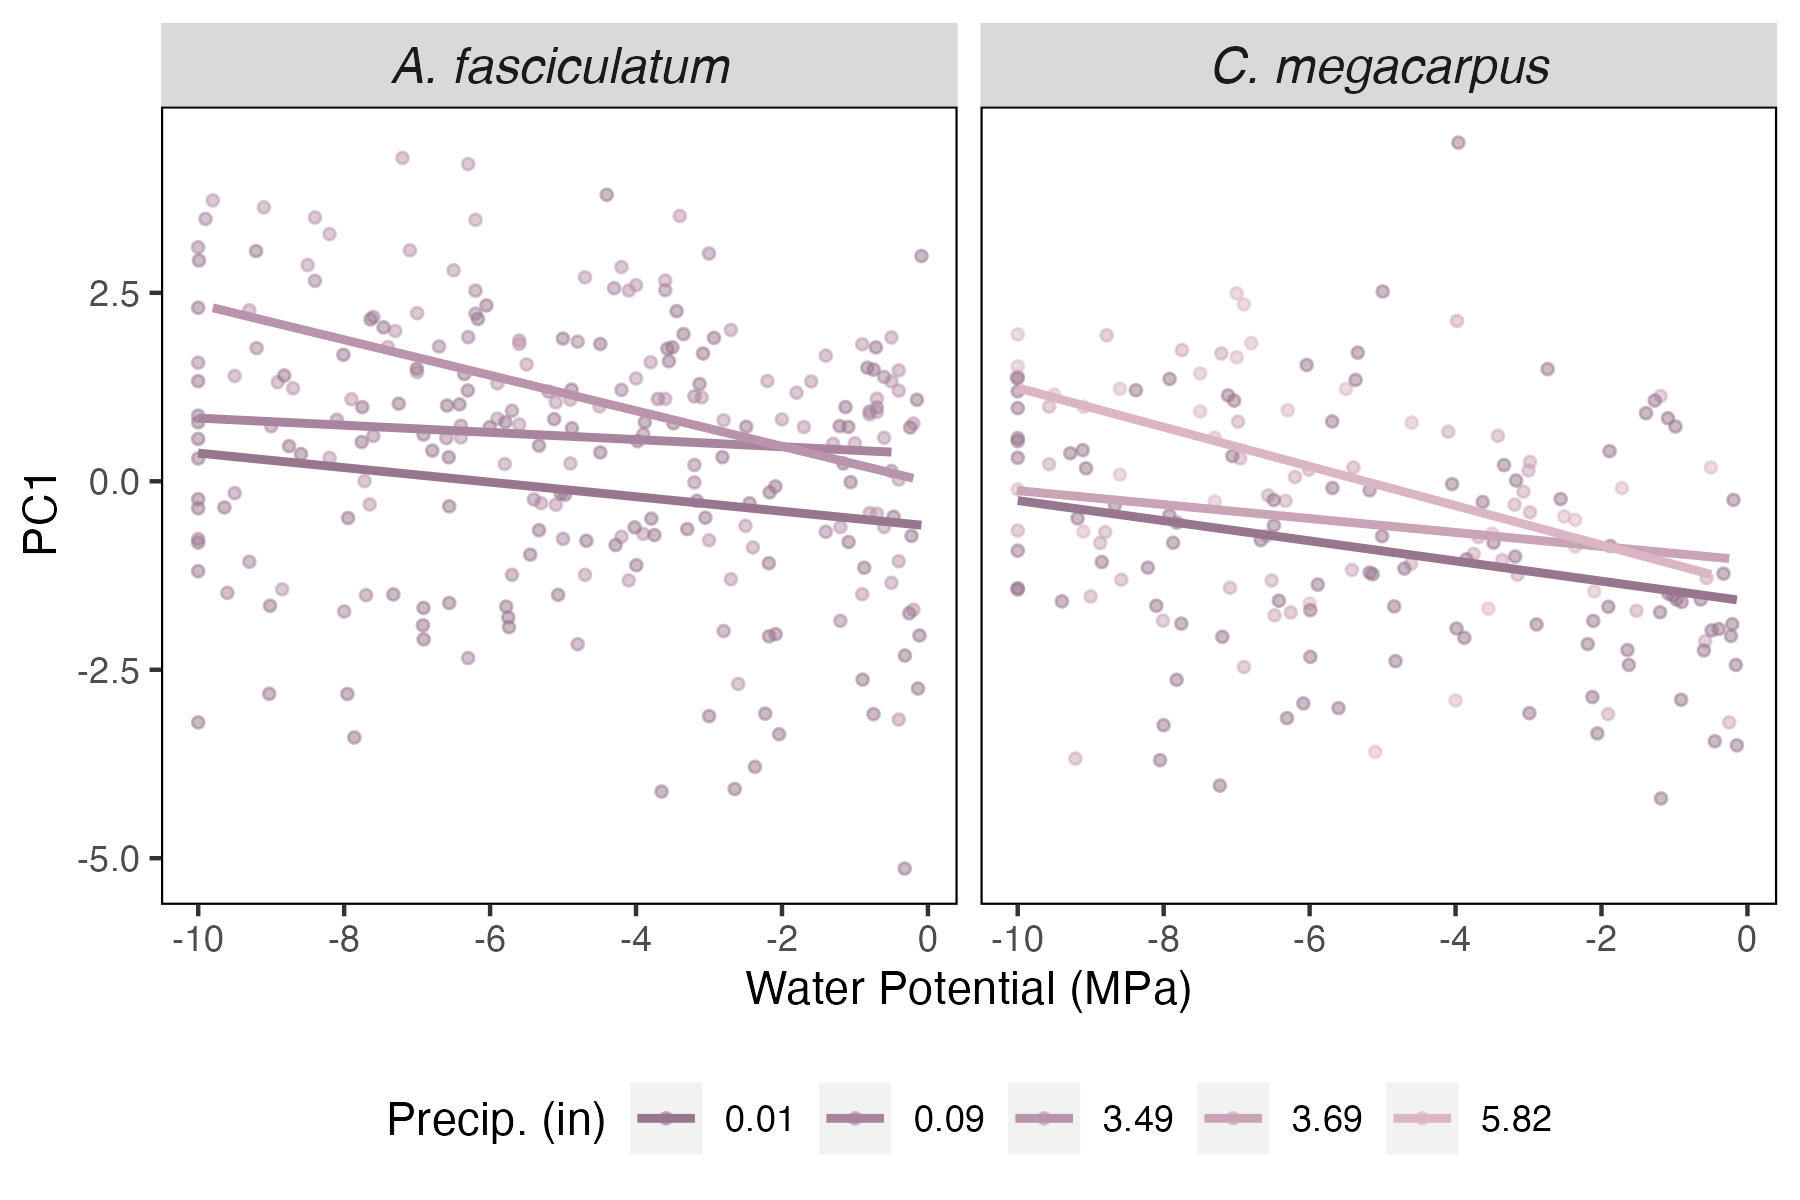 A. fasciculatum C. megacarpus
PC1
2.5
0.0
-2.5
-5.0
-10 -8 -6 -4 -2 0 -10 -8 -6 -4 -2 0
Water Potential (MPa)
Precip. (in) 0.01 0.09 3.49 3.69 5.82